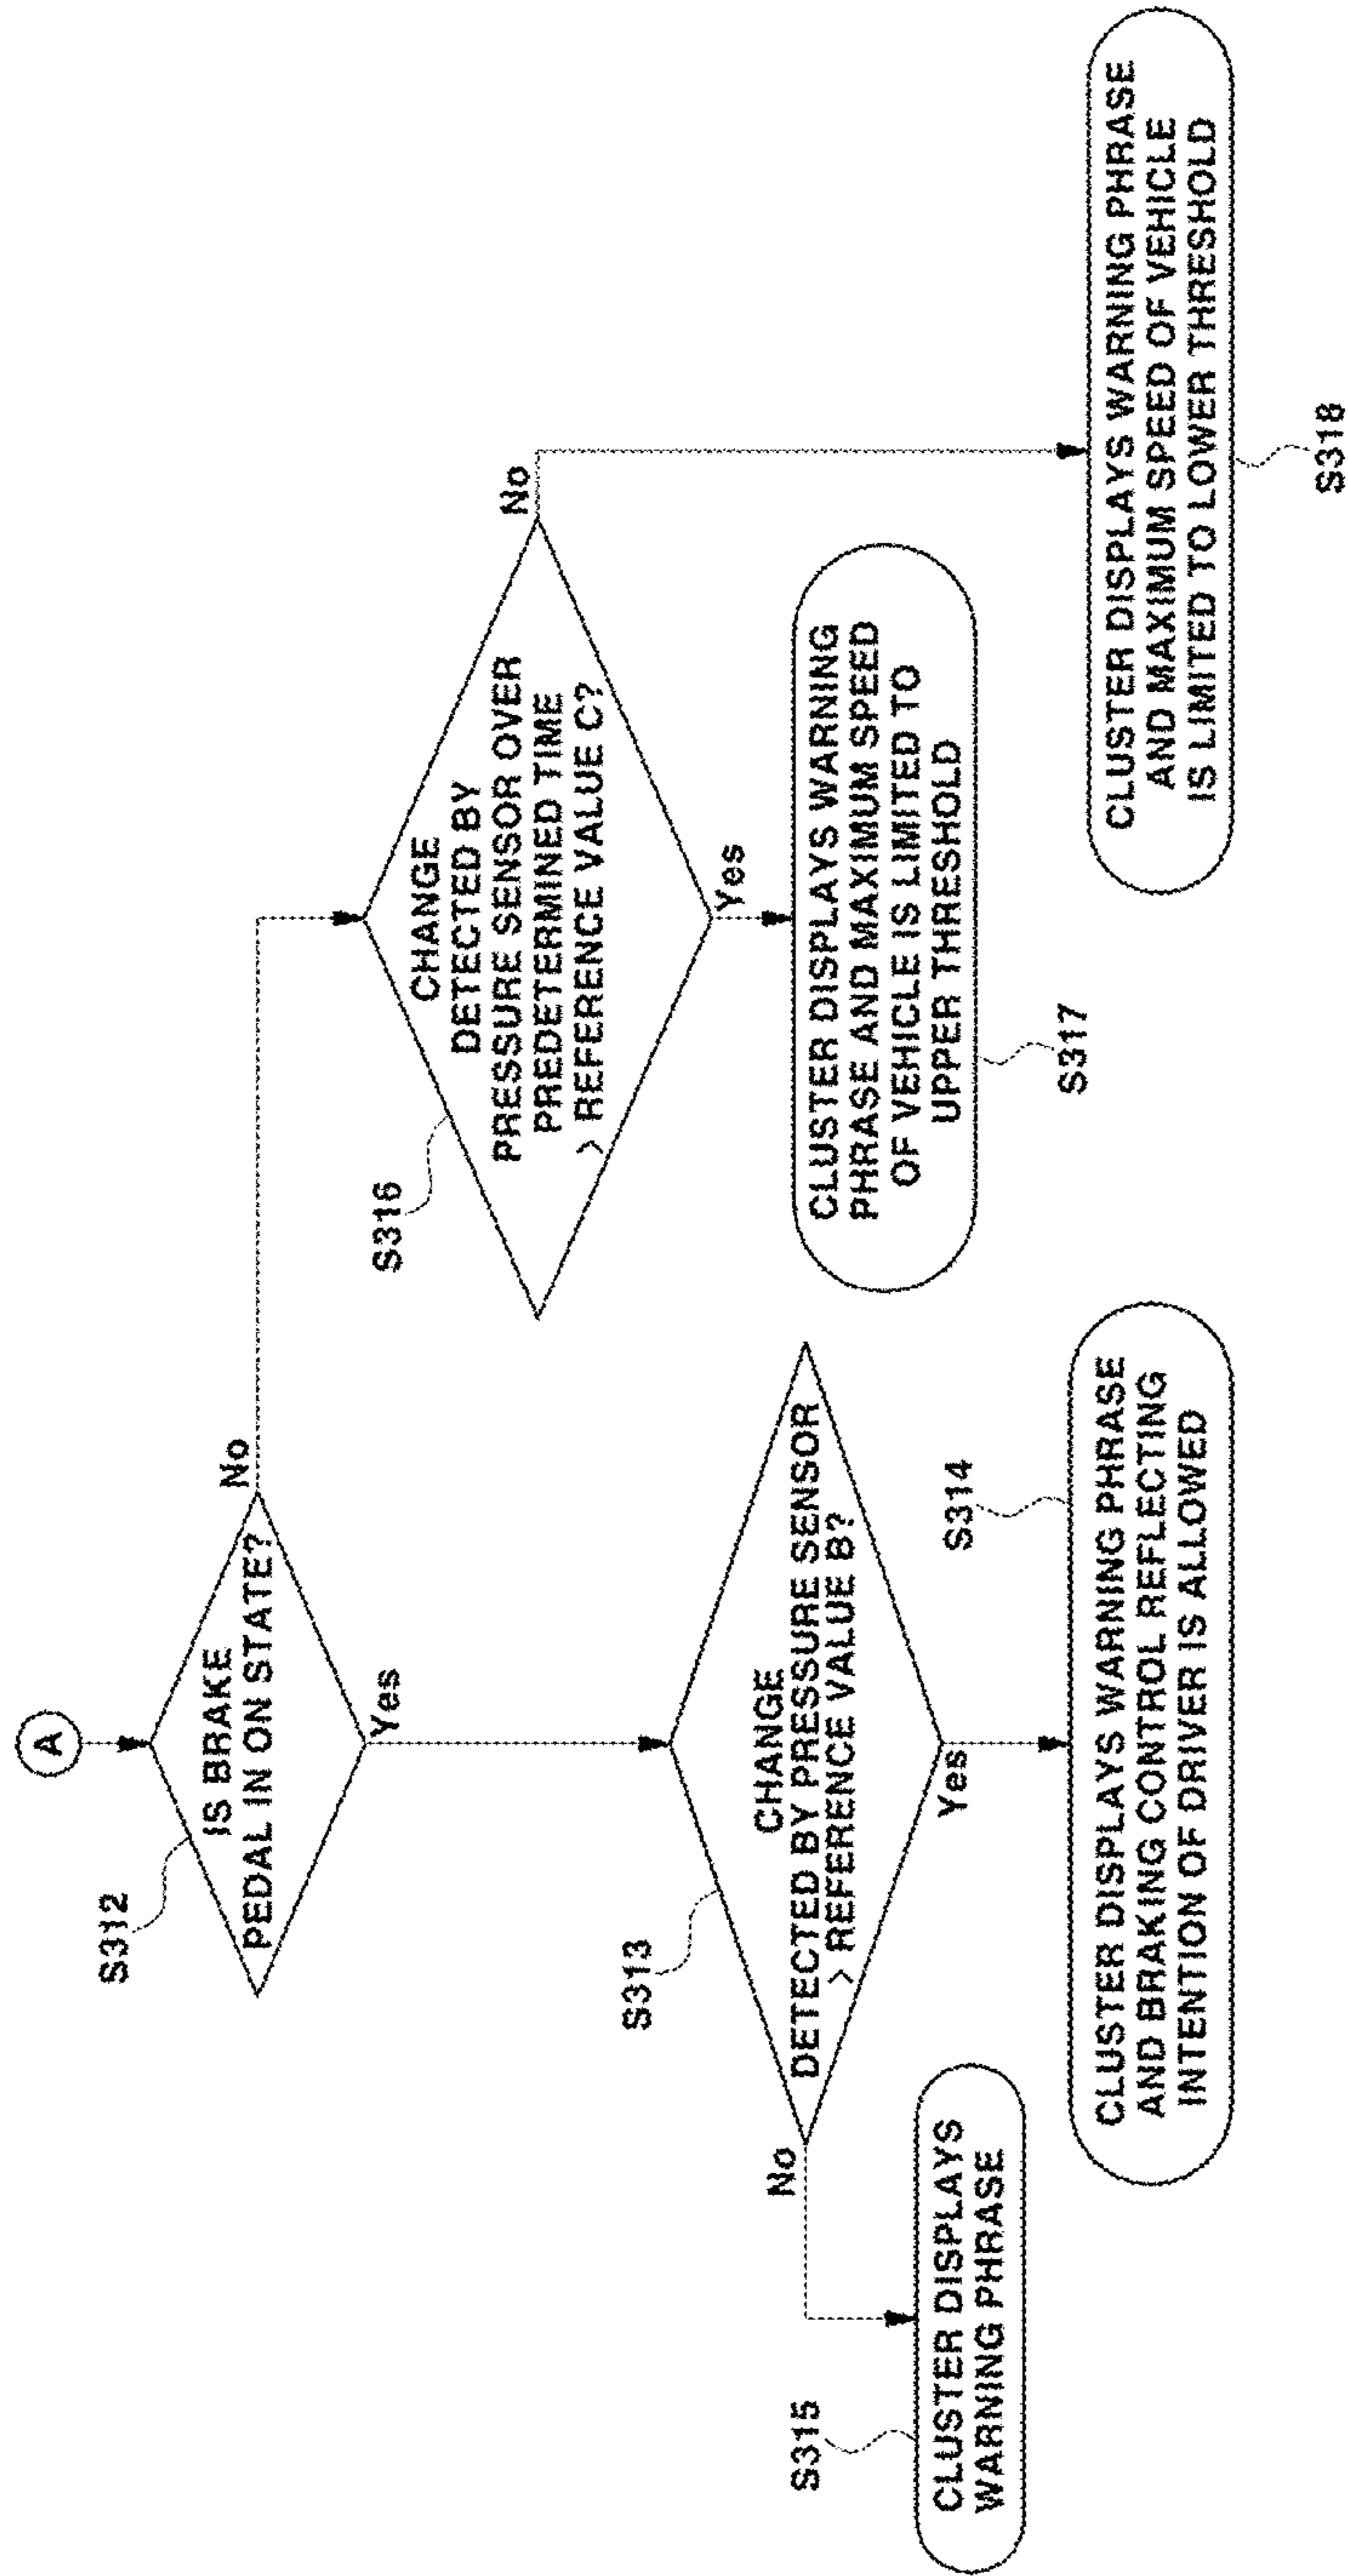 A
S312
IS BRAKE
PEDAL IN ON STATE?
No
Yes
S316
CHANGE
DETECTED BY
PRESSURE SENSOR OVER
PREDETERMINED TIME
> REFERENCE VALUE C?
No
Yes
S313
CHANGE
DETECTED BY PRESSURE SENSOR
> REFERENCE VALUE B?
No
Yes
S315
CLUSTER DISPLAYS
WARNING PHRASE
S314
CLUSTER DISPLAYS WARNING PHRASE
AND BRAKING CONTROL REFLECTING
INTENTION OF DRIVER IS ALLOWED
CLUSTER DISPLAYS WARNING
PHRASE AND MAXIMUM SPEED
OF VEHICLE IS LIMITED TO
UPPER THRESHOLD
S317
CLUSTER DISPLAYS WARNING PHRASE
AND MAXIMUM SPEED OF VEHICLE
IS LIMITED TO LOWER THRESHOLD
S318